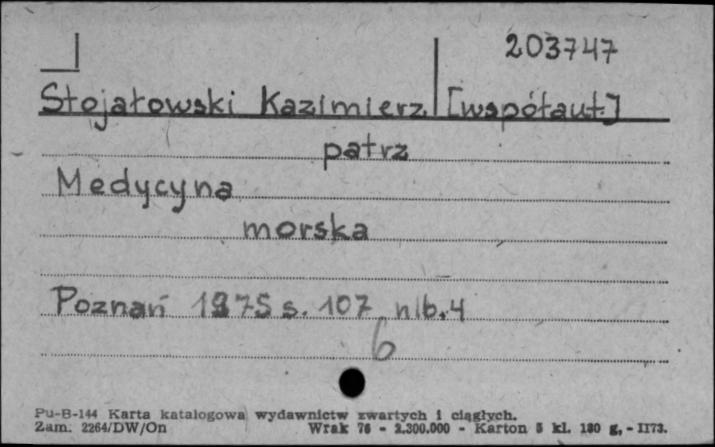 203747
Stojałowski Kazimierz [współaut.]
patrz
Medycyna
morska
Poznań 1975 s. 107, nlb. 4
6
Pu-B-144 Karta katalogowa wydawnictw zwartych i ciągłych.
Zam. 2264/DW/On Wrak 76 - 2.300.000 - Karton 5 kl. 180 g, - II73.